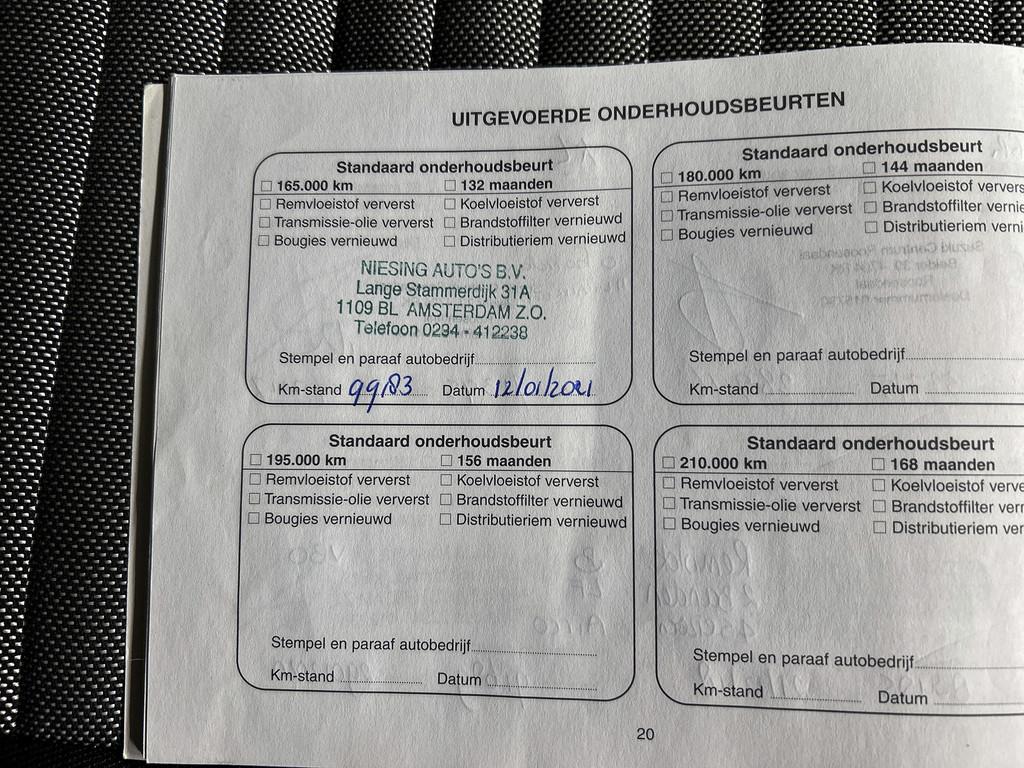 UITGEVOERDE ONDERHOUDSBEURTEN
Standaard onderhoudsbeurt
165.000 km 132 maanden
Remvloeistof ververst Koelvloeistof ververst
Transmissie-olie ververst Brandstoffilter vernieuwd
Bougies vernieuwd Distributieriem vernieuwd
NIESING AUTO'S B.V.
Lange Stammerdijk 31A
1109 BL AMSTERDAM Z.O.
Telefoon 0294 - 412238
Stempel en paraaf autobedrijf
Km-stand Datum 12/01/2021
Standaard onderhoudsbeurt
180.000 km 144 maanden
Remvloeistof ververst Koelvloeistof ververs
Transmissie-olie ververst Brandstoffilter vernie
Bougies vernieuwd Distributieriem verni
Stempel en paraaf autobedrijf
Km-stand Datum
Standaard onderhoudsbeurt
195.000 km 156 maanden
Remvloeistof ververst Koelvloeistof ververst
Transmissie-olie ververst Brandstoffilter vernieuwd
Bougies vernieuwd Distributieriem vernieuwd
Stempel en paraaf autobedrijf
Km-stand Datum
Standaard onderhoudsbeurt
210.000 km 168 maanden
Remvloeistof ververst Koelvloeistof verve
Transmissie-olie ververst Brandstoffilter verr
Bougies vernieuwd Distributieriem ver
Stempel en paraaf autobedrijf
Km-stand Datum
20